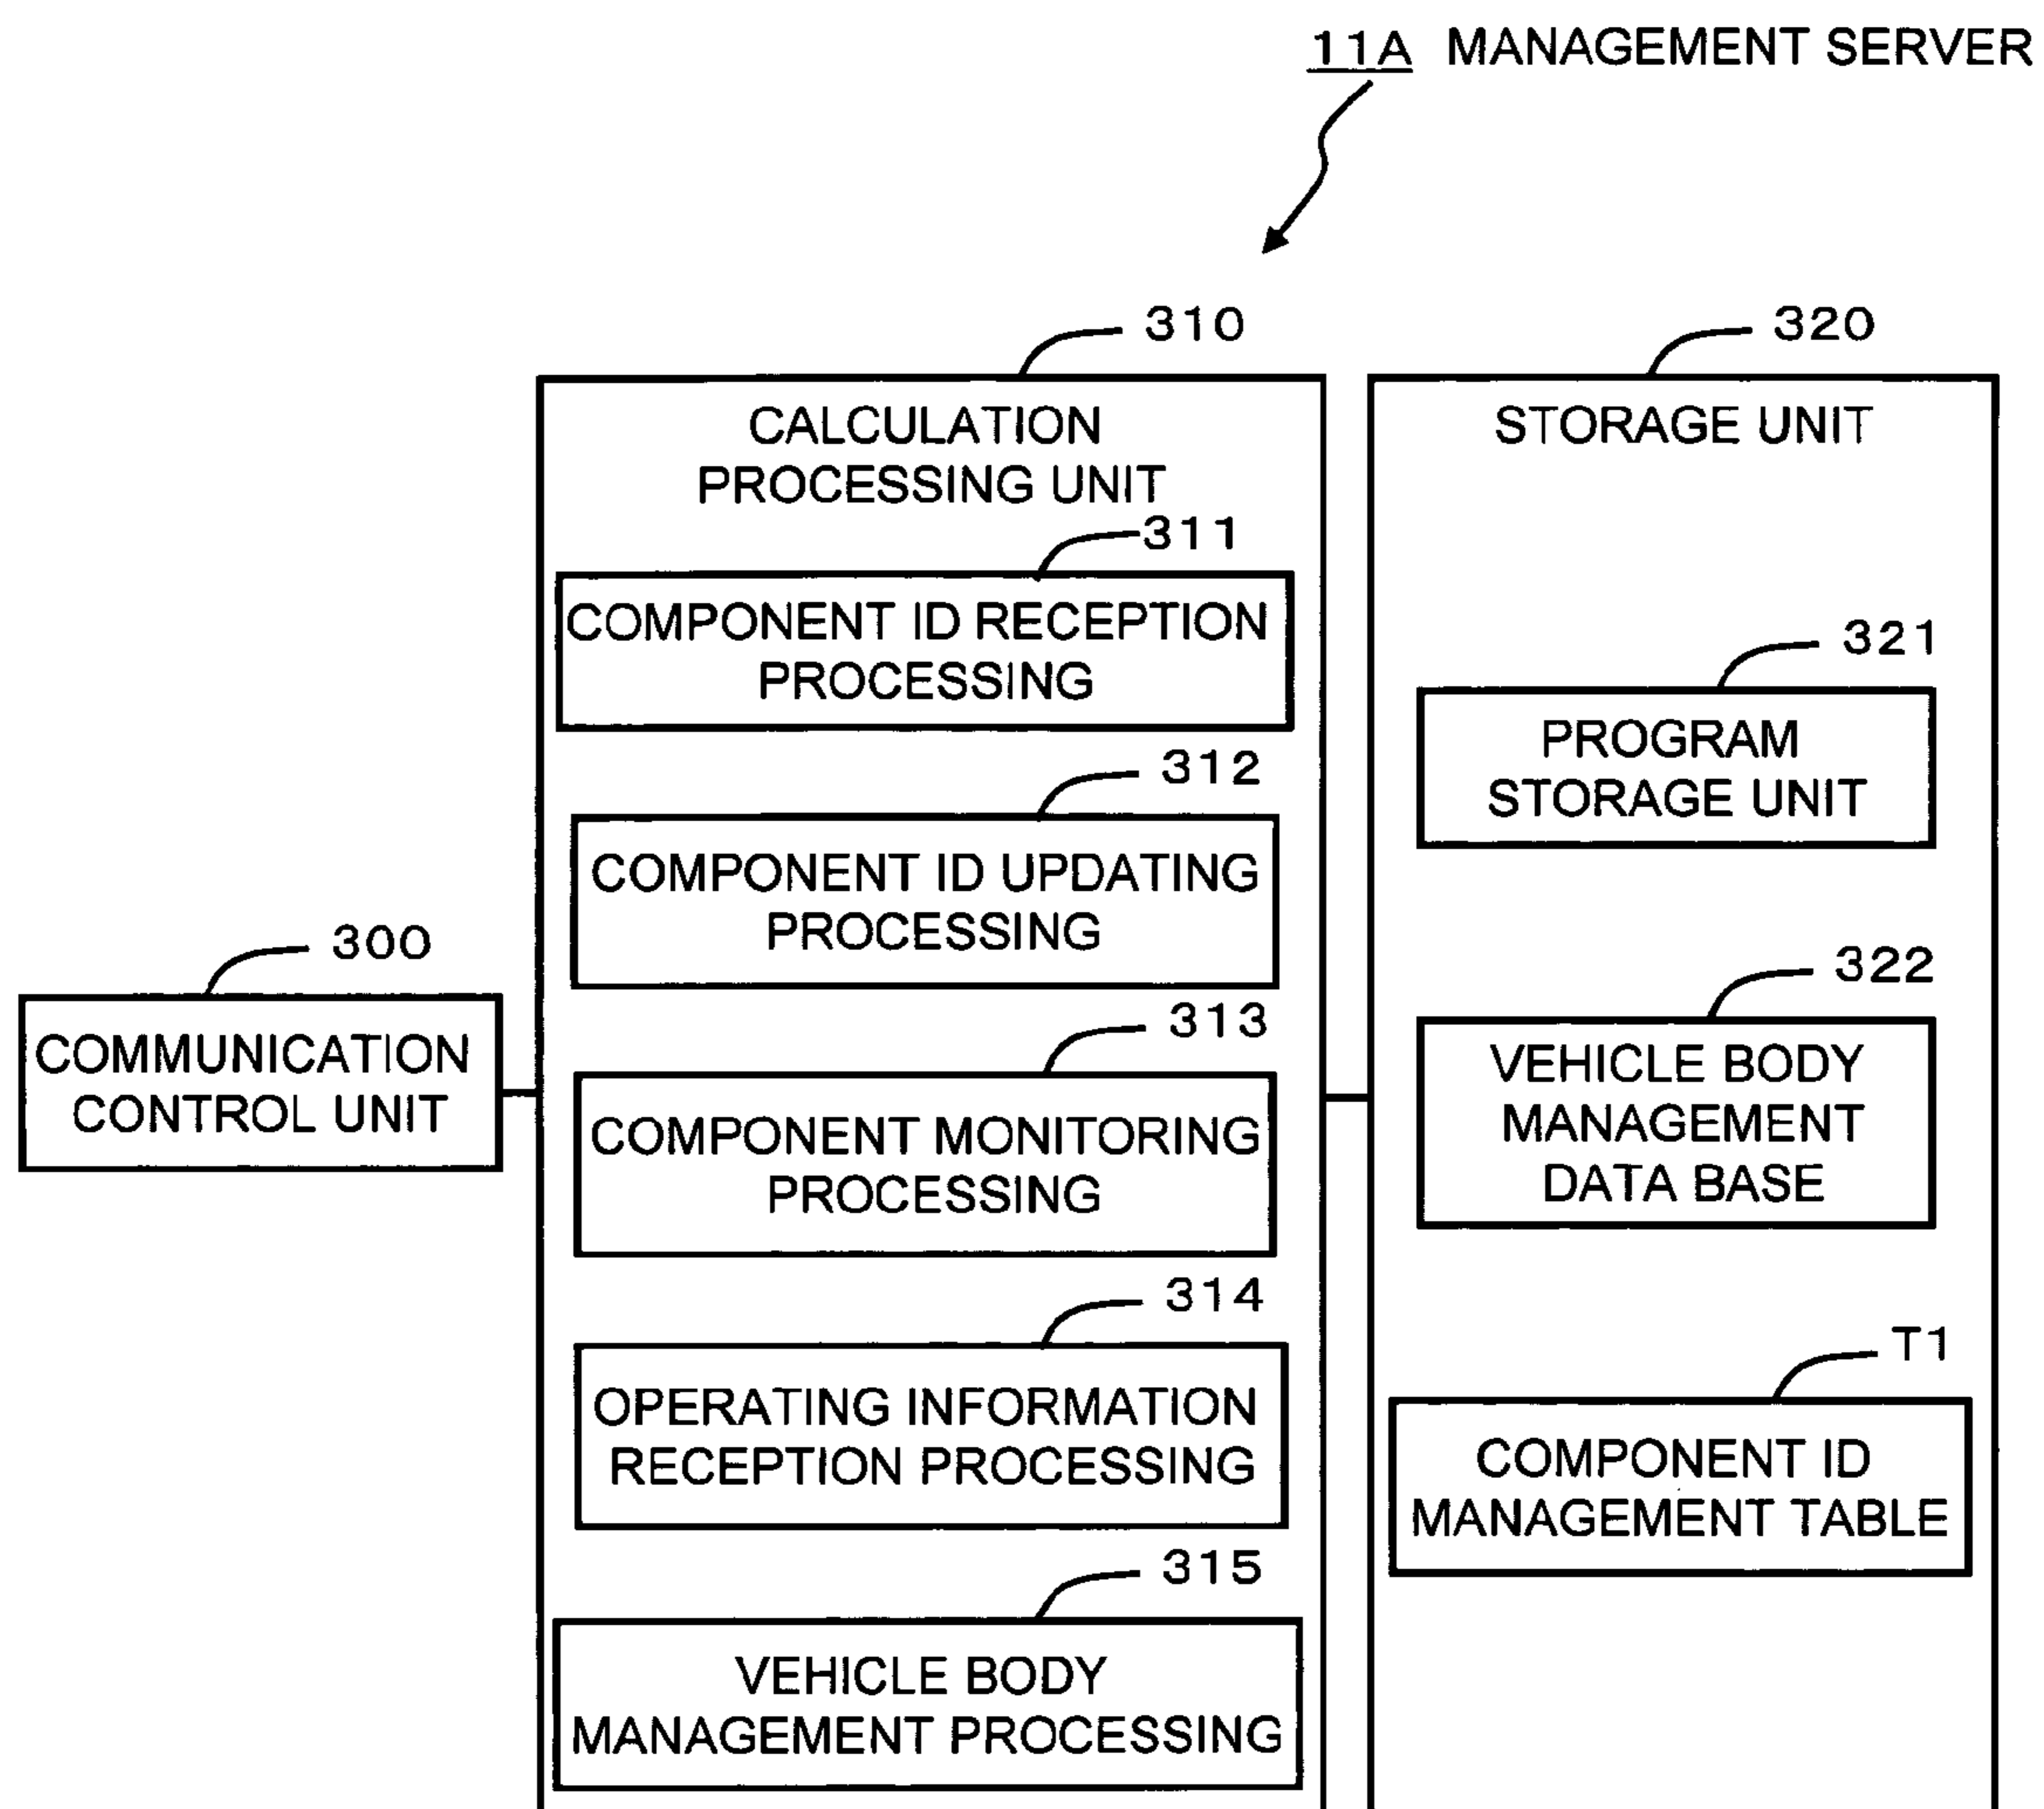 11A MANAGEMENT SERVER
310
CALCULATION
PROCESSING UNIT
311
COMPONENT ID RECEPTION
PROCESSING
312
COMPONENT ID UPDATING
PROCESSING
300
COMMUNICATION
CONTROL UNIT
313
COMPONENT MONITORING
PROCESSING
314
OPERATING INFORMATION
RECEPTION PROCESSING
315
VEHICLE BODY
MANAGEMENT PROCESSING
320
STORAGE UNIT
321
PROGRAM
STORAGE UNIT
322
VEHICLE BODY
MANAGEMENT
DATA BASE
T1
COMPONENT ID
MANAGEMENT TABLE